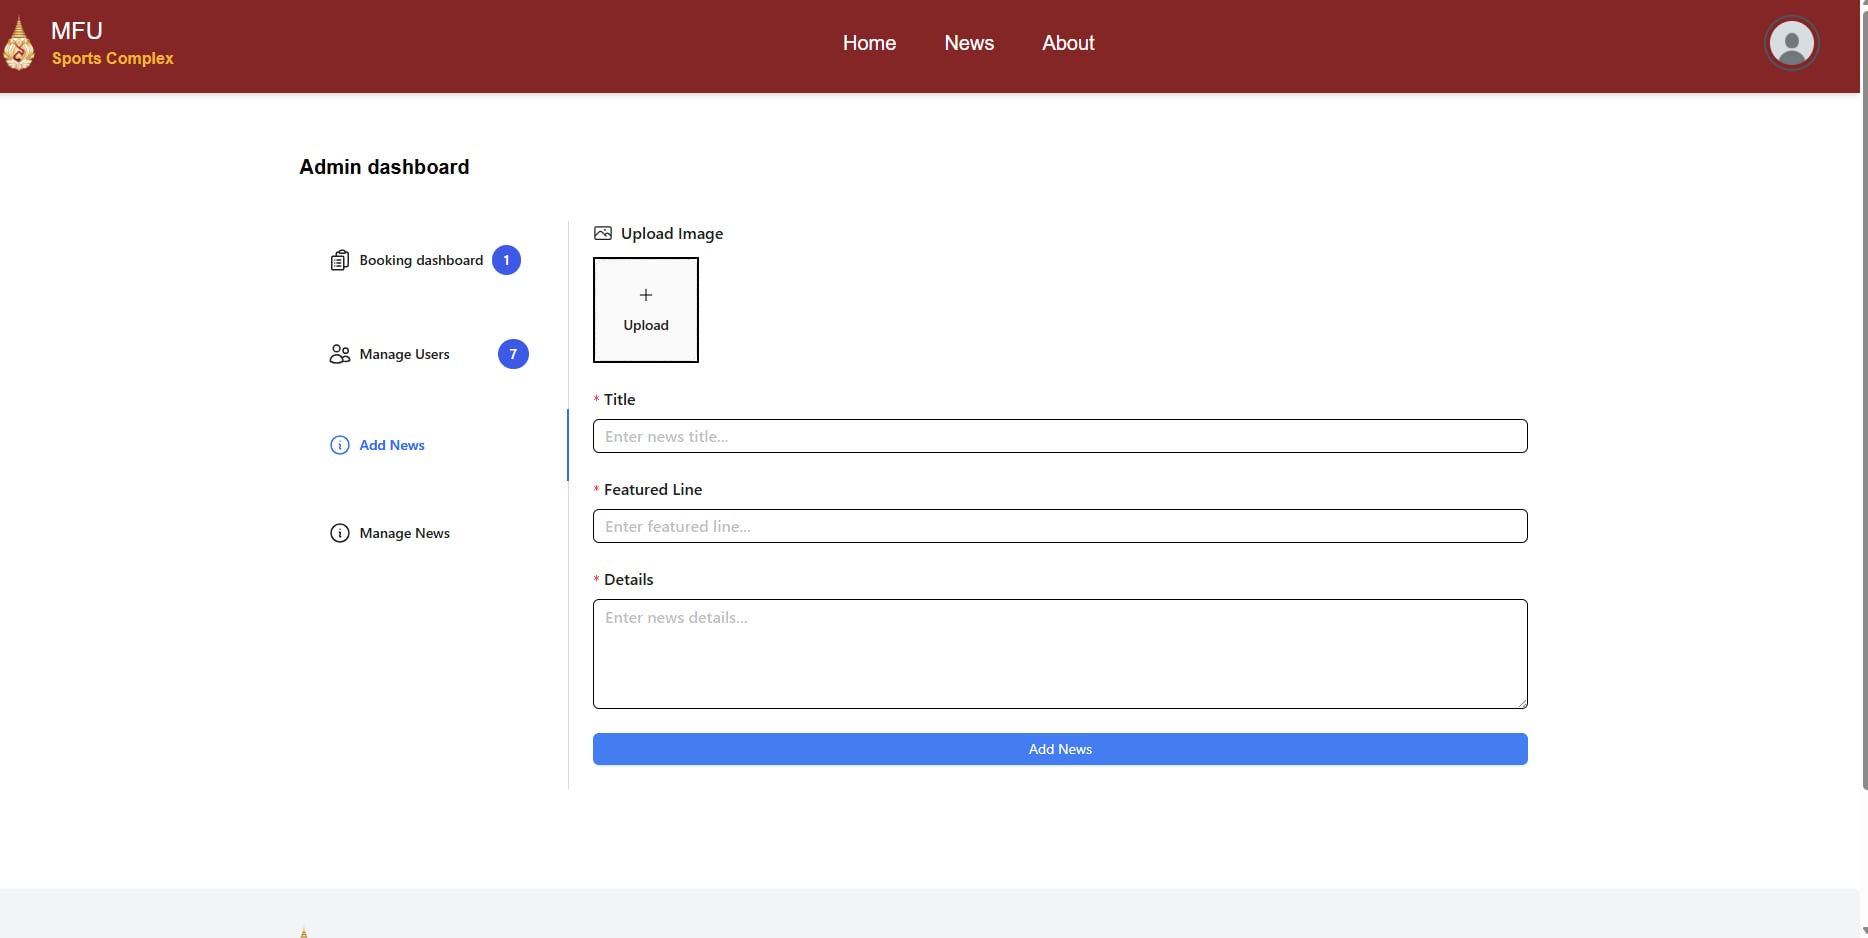 MFU
Sports Complex
Home
News
About
Admin dashboard
Booking dashboard 1
Manage Users 7
Add News
Manage News
Upload Image
+
Upload
* Title
Enter news title...
* Featured Line
Enter featured line...
* Details
Enter news details...
Add News